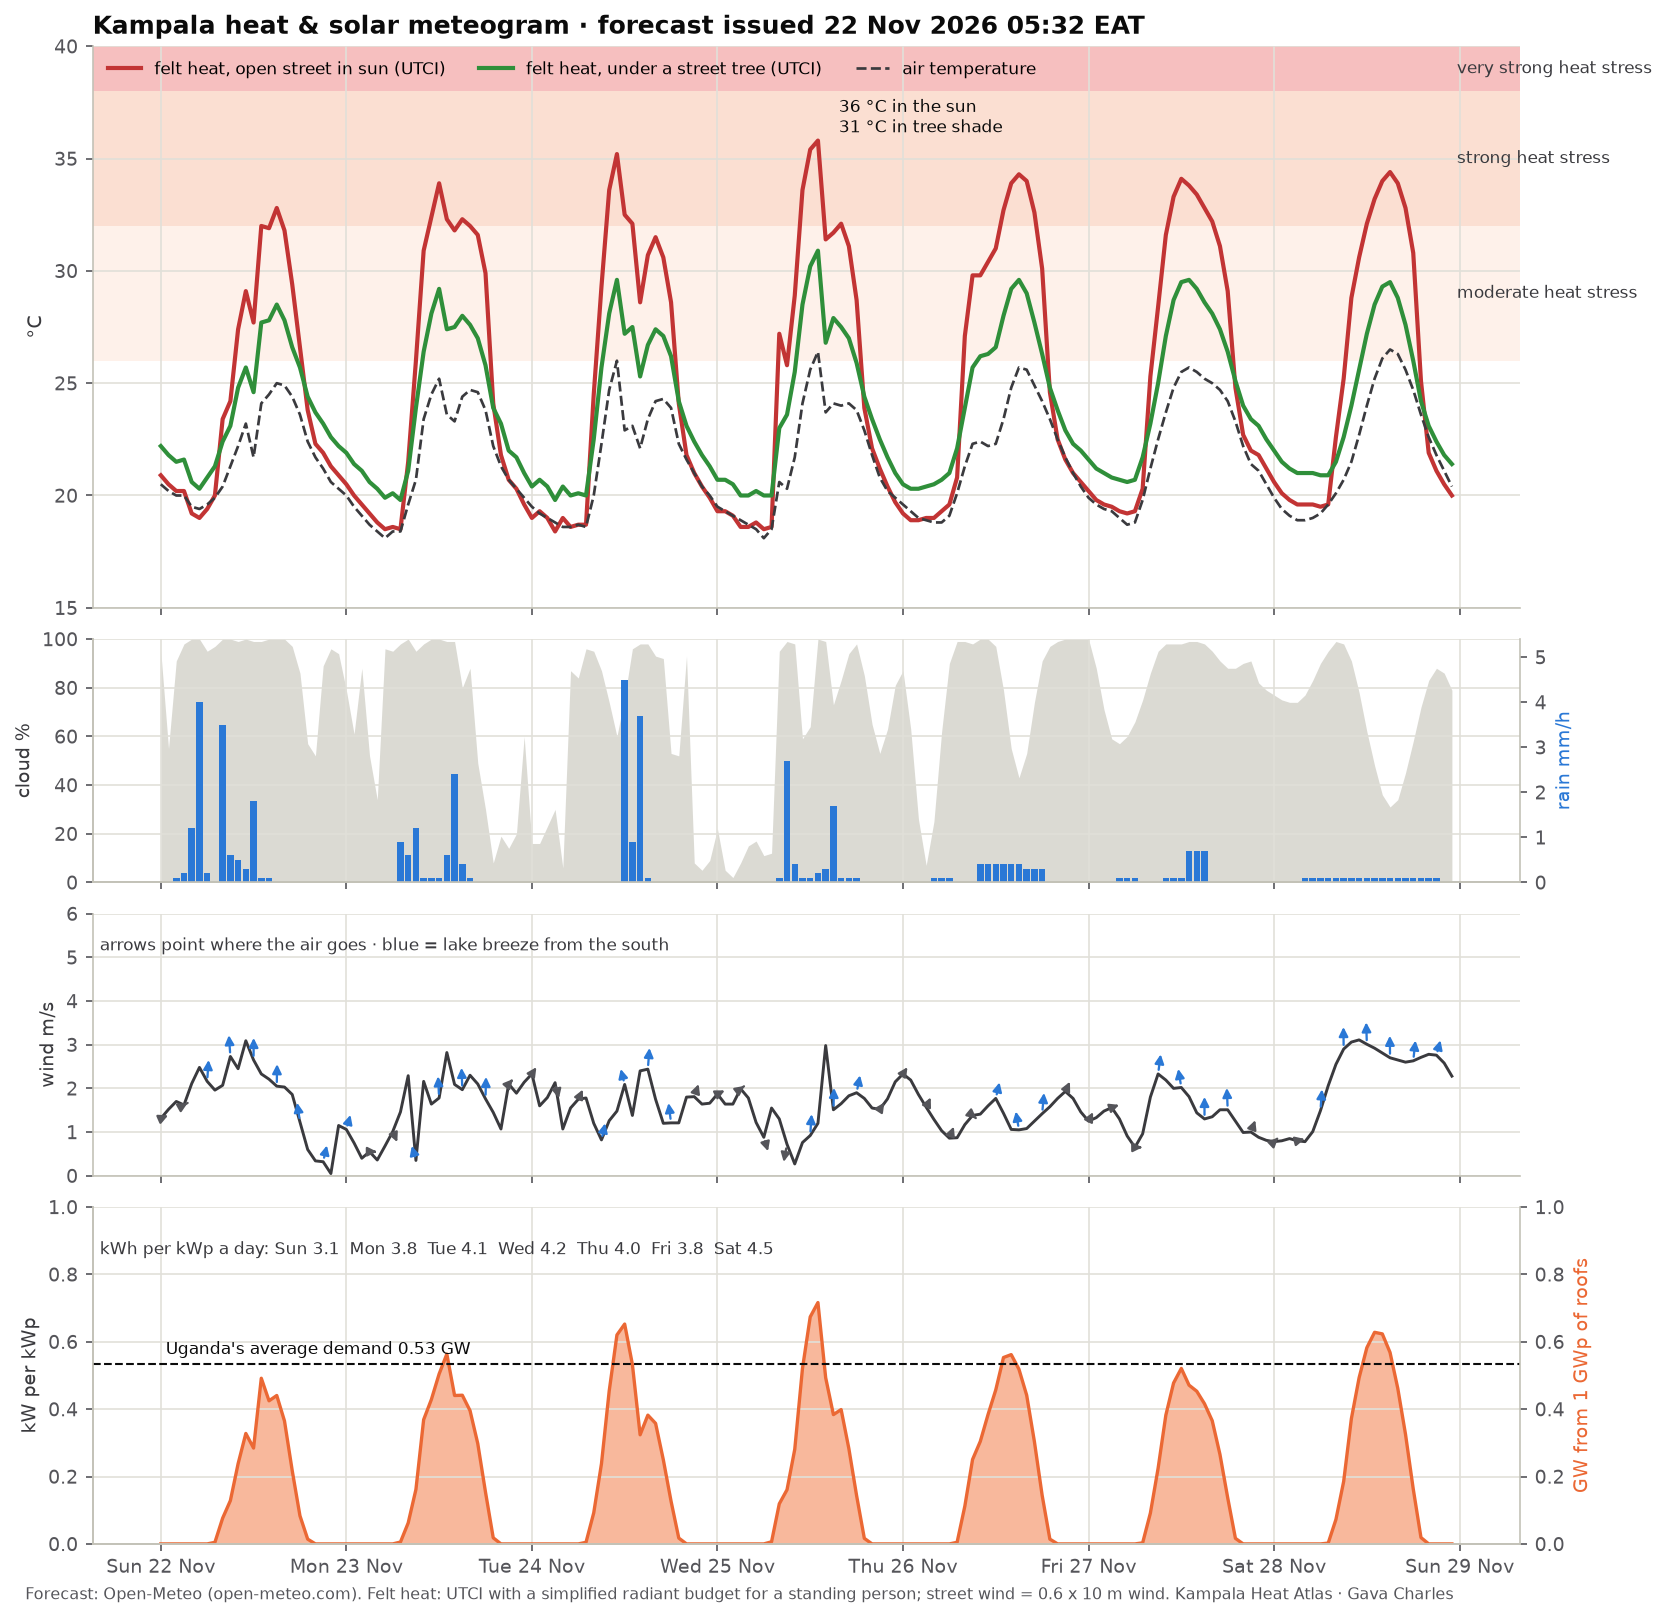 Kampala heat & solar meteogram · forecast issued 22 Nov 2026 05:32 EAT
felt heat, open street in sun (UTCI)
felt heat, under a street tree (UTCI)
air temperature
very strong heat stress
36 °C in the sun
31 °C in tree shade
strong heat stress
moderate heat stress
°C
40
35
30
25
20
15
cloud %
100
80
60
40
20
0
5
4
3
2
1
0
rain mm/h
arrows point where the air goes · blue = lake breeze from the south
wind m/s
6
5
4
3
2
1
0
kWh per kWp a day: Sun 3.1 Mon 3.8 Tue 4.1 Wed 4.2 Thu 4.0 Fri 3.8 Sat 4.5
Uganda's average demand 0.53 GW
kW per kWp
1.0
0.8
0.6
0.4
0.2
0.0
1.0
0.8
0.6
0.4
0.2
0.0
GW from 1 GWp of roofs
Sun 22 Nov
Mon 23 Nov
Tue 24 Nov
Wed 25 Nov
Thu 26 Nov
Fri 27 Nov
Sat 28 Nov
Sun 29 Nov
Forecast: Open-Meteo (open-meteo.com). Felt heat: UTCI with a simplified radiant budget for a standing person; street wind = 0.6 x 10 m wind. Kampala Heat Atlas · Gava Charles